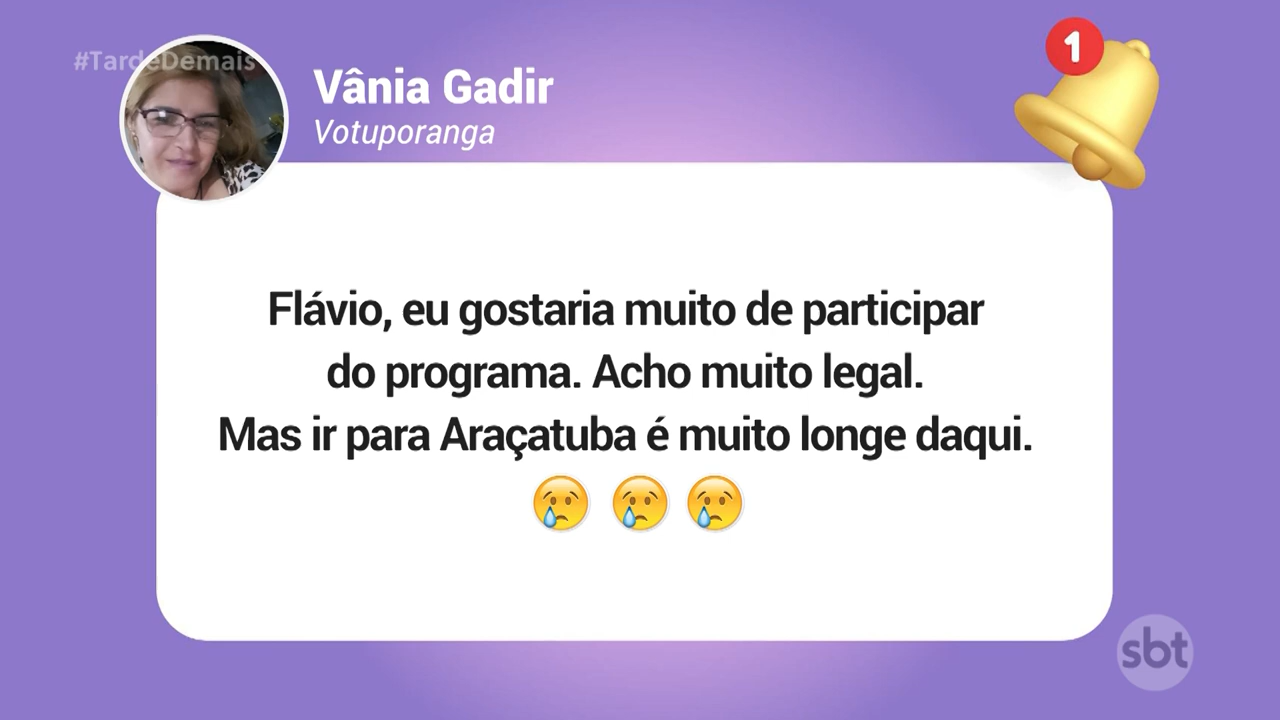 #TardeDemais
1
Vânia Gadir
Votuporanga
Flávio, eu gostaria muito de participar
do programa. Acho muito legal.
Mas ir para Araçatuba é muito longe daqui.
sbt